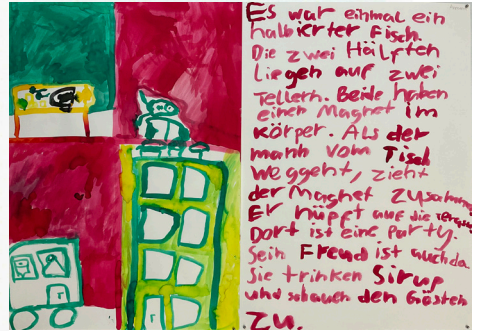 Es war einmal ein
halbierter Fisch.
Die zwei Hälften
liegen auf zwei
Tellern. Beide haben
einen Magnet im
Körper. Als der
mann vom Tisch
weggeht, zieht
der Magnet zusammen
Er hüpft auf die
Dort ist eine Party.
Sein Freud ist auch da
Sie trinken Sirup
und schauen den Gästen
zu.